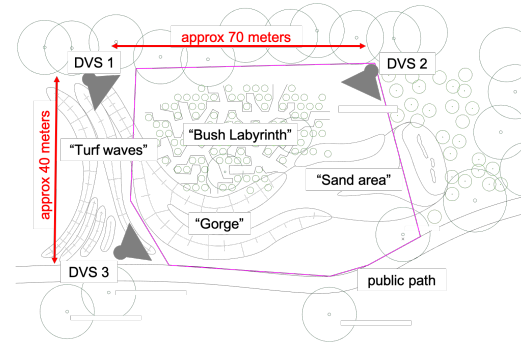 approx 70 meters
DVS 1
DVS 2
approx 40 meters
“Bush Labyrinth”
“Turf waves”
“Sand area”
“Gorge”
DVS 3
public path